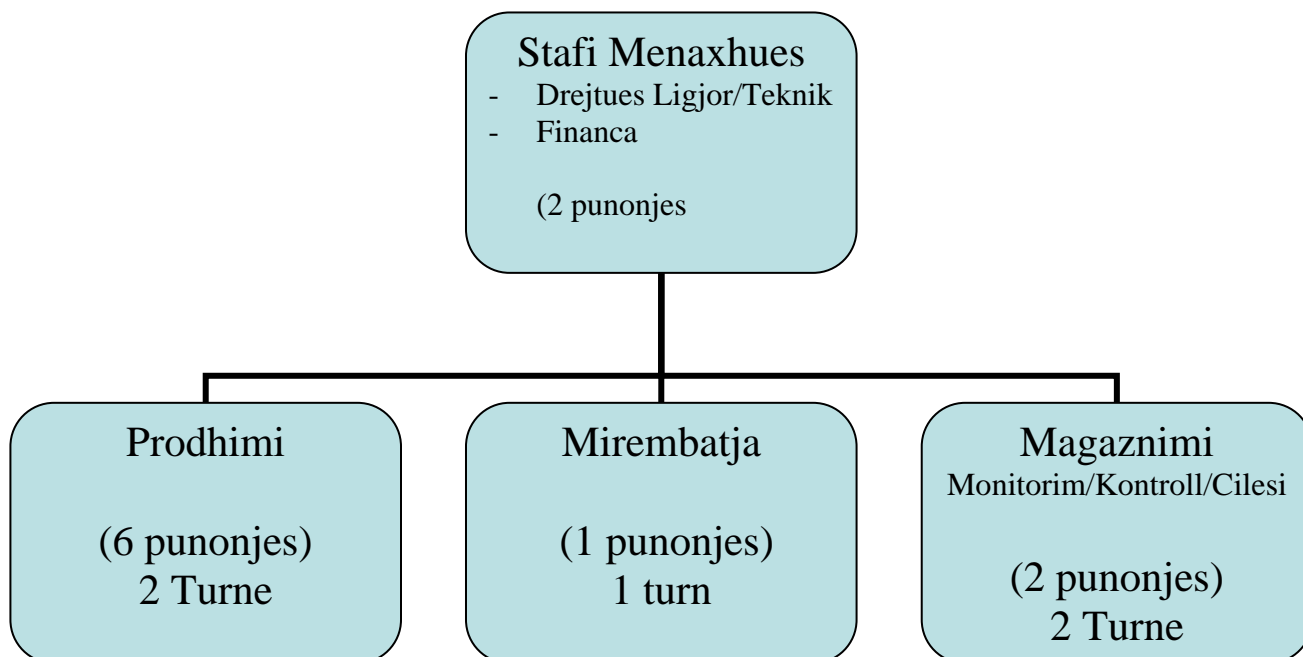 Stafi Menaxhues
- Drejtues Ligjor/Teknik
- Financa
(2 punonjes
Prodhimi
(6 punonjes)
2 Turne
Mirembatja
(1 punonjes)
1 turn
Magaznimi
Monitorim/Kontroll/Cilesi
(2 punonjes)
2 Turne